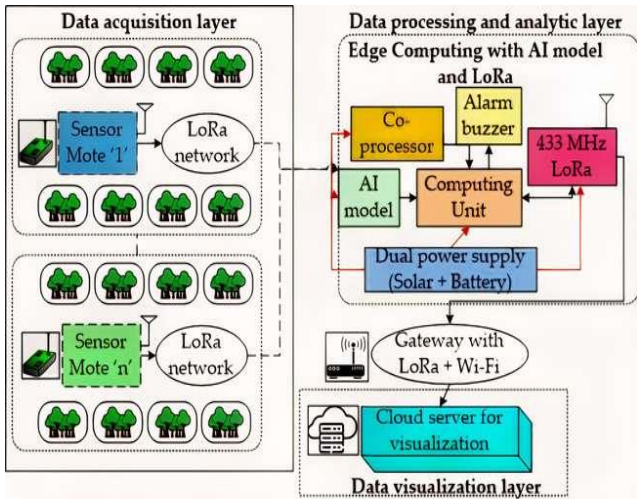 Data acquisition layer
Sensor
Mote '1'
LoRa
network
Sensor
Mote 'n'
LoRa
network
Data processing and analytic layer
Edge Computing with AI model
and LoRa
Co-
processor
Alarm
buzzer
433 MHz
LoRa
AI
model
Computing
Unit
Dual power supply
(Solar + Battery)
Gateway with
LoRa + Wi-Fi
Cloud server for
visualization
Data visualization layer